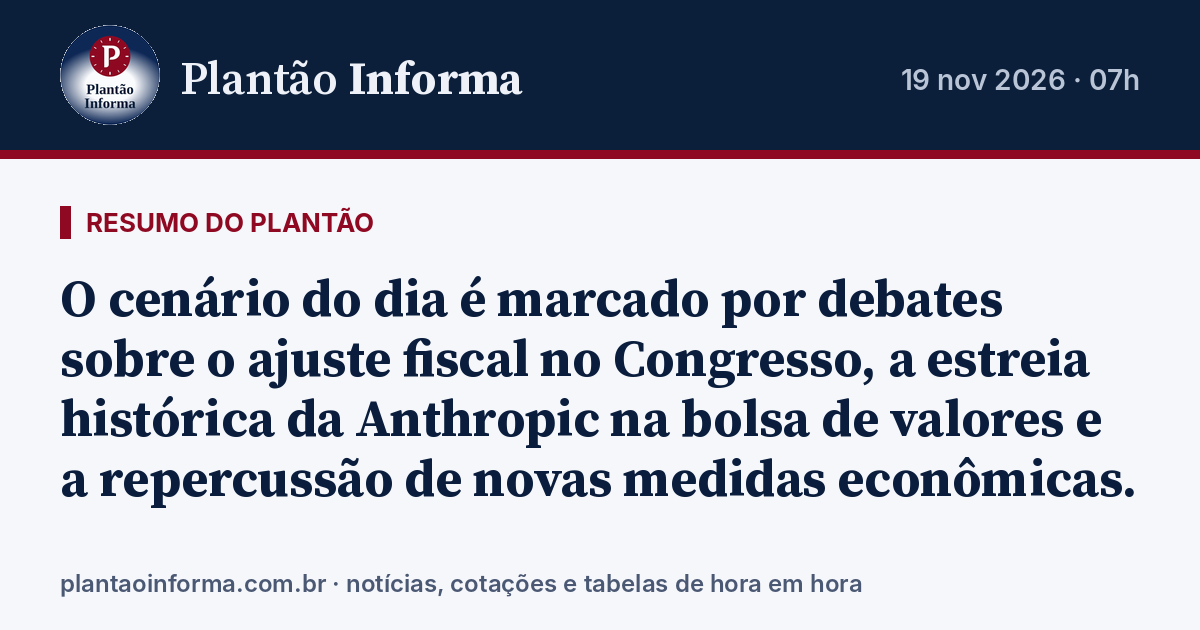 P
Plantão
Informa
Plantão Informa
19 nov 2026 · 07h
RESUMO DO PLANTÃO
O cenário do dia é marcado por debates
sobre o ajuste fiscal no Congresso, a estreia
histórica da Anthropic na bolsa de valores e
a repercussão de novas medidas econômicas.
plantaoinforma.com.br · notícias, cotações e tabelas de hora em hora